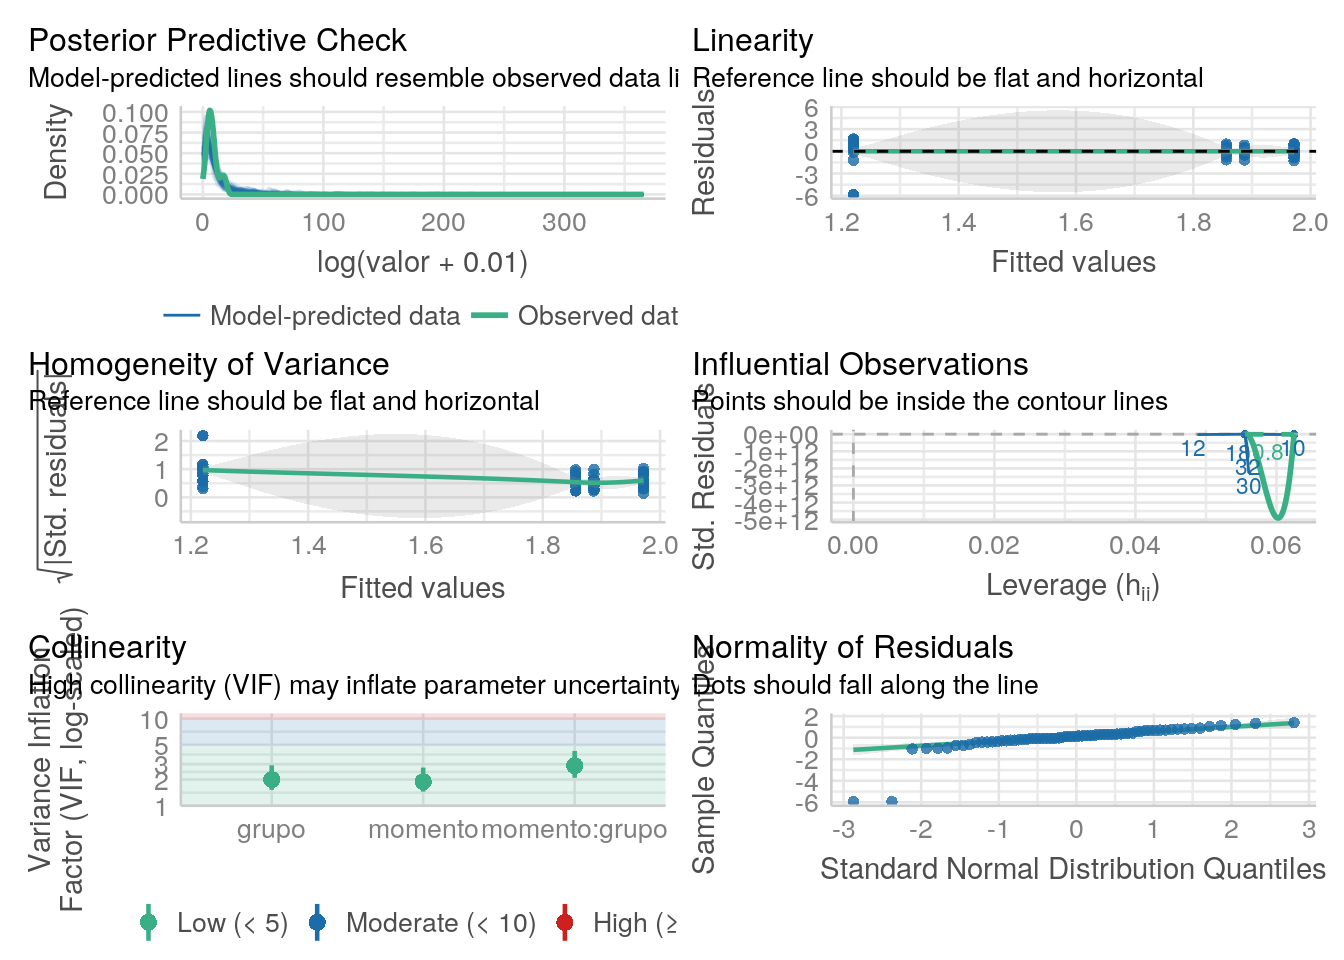 Posterior Predictive Check
Model-predicted lines should resemble observed data li
Density
0.100
0.075
0.050
0.025
0.000
0 100 200 300
log(valor + 0.01)
Model-predicted data Observed dat
Linearity
Reference line should be flat and horizontal
Residuals
6
3
0
-3
-6
1.2 1.4 1.6 1.8 2.0
Fitted values
Homogeneity of Variance
Reference line should be flat and horizontal
√|Std. residuals|
2
1
0
1.2 1.4 1.6 1.8 2.0
Fitted values
Influential Observations
Points should be inside the contour lines
Std. Residuals
0e+00
-1e+12
-2e+12
-3e+12
-4e+12
-5e+12
12 18 0.8 10
32
30
0.00 0.02 0.04 0.06
Leverage (hii)
Collinearity
High collinearity (VIF) may inflate parameter uncertainty
Variance Inflation
Factor (VIF, log-scaled)
10
5
3
2
1
grupo momento momento:grupo
Low (< 5) Moderate (< 10) High (≥
Normality of Residuals
Dots should fall along the line
Sample Quantiles
2
0
-2
-4
-6
-3 -2 -1 0 1 2 3
Standard Normal Distribution Quantiles